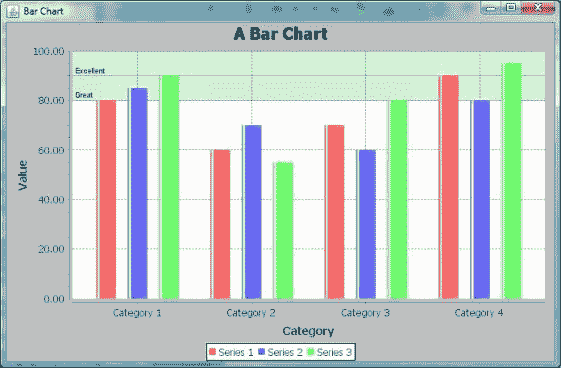 Bar Chart
A Bar Chart
100.00
Excellent
Great
80.00
60.00
40.00
20.00
0.00
Value
Category 1
Category 2
Category 3
Category 4
Category
Series 1
Series 2
Series 3